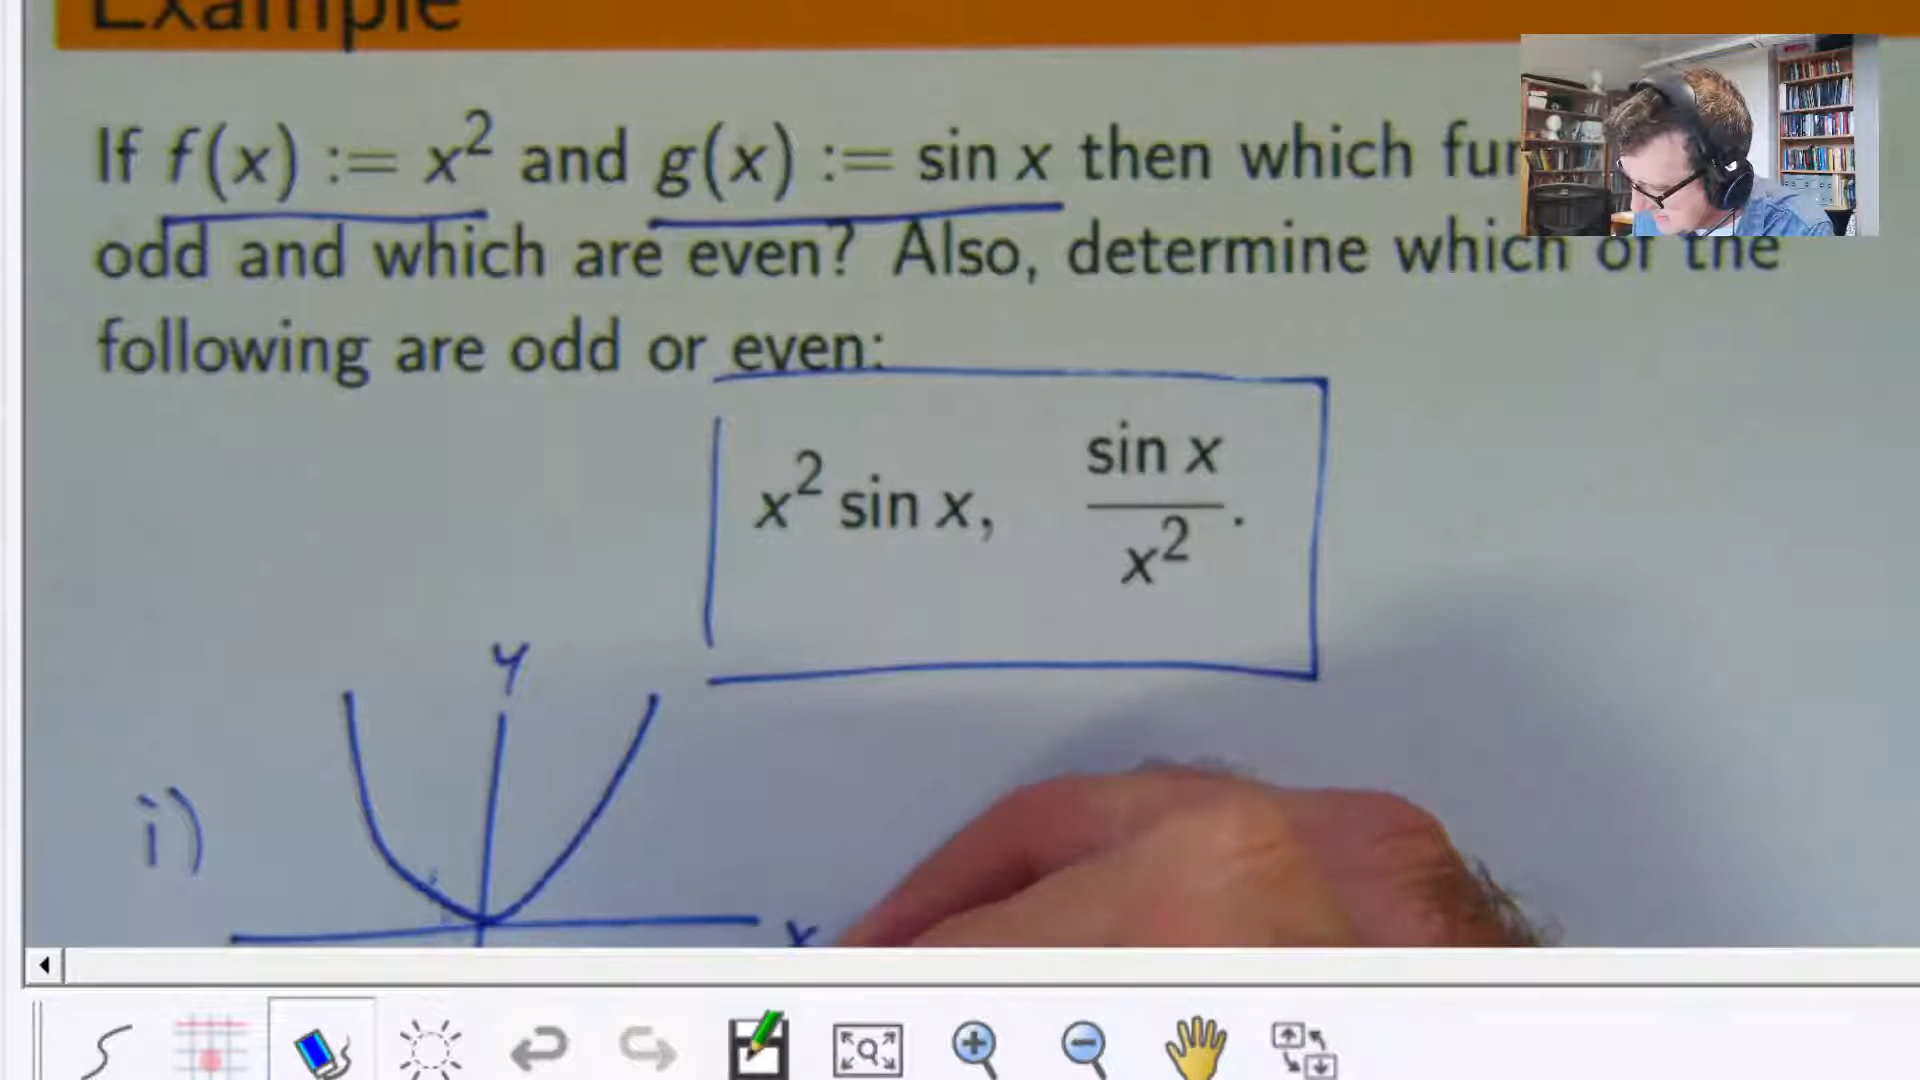 Example
If f(x) := x² and g(x) := sin x then which
odd and which are even? Also, determine which of the
following are odd or even:
x² sin x, sin x / x².
y
i)
x